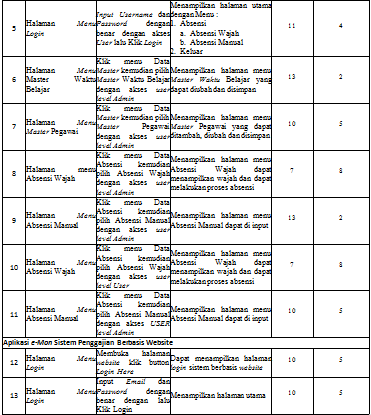 5 Halaman Menu Login Input Username dan Password dengan benar dengan akses User lalu Klik Login Menampilkan halaman utama dengan Menu : 1. Absensi a. Absensi Wajah b. Absensi Manual 2. Keluar 11 4
6 Halaman Menu Master Waktu Belajar Klik menu Data Master kemudian pilih Master Waktu Belajar dengan akses user level Admin Menampilkan halaman menu Master Waktu Belajar yang dapat diubah dan disimpan 13 2
7 Halaman Menu Master Pegawai Klik menu Data Master kemudian pilih Master Pegawai dengan akses user level Admin Menampilkan halaman menu Master Pegawai yang dapat ditambah, diubah dan disimpan 10 5
8 Halaman menu Absensi Wajah Klik menu Data Absensi kemudian pilih Absensi Wajah dengan akses user level Admin Menampilkan halaman menu Absensi Wajah dapat menampilkan wajah dan dapat melakukan proses absensi 7 8
9 Halaman Menu Absensi Manual Klik menu Data Absensi kemudian pilih Absensi Manual dengan akses user level Admin Menampilkan halaman menu Absensi Manual dapat di input 13 2
10 Halaman Menu Absensi Wajah Klik menu Data Absensi kemudian pilih Absensi Wajah dengan akses user level User Menampilkan halaman menu Absensi Wajah dapat menampilkan wajah dan dapat melakukan proses absensi 7 8
11 Halaman Menu Absensi Manual Klik menu Data Absensi kemudian pilih Absensi Manual dengan akses USER level Admin Menampilkan halaman menu Absensi Manual dapat di input 10 5
Aplikasi e-Mon Sistem Penggajian Berbasis Website
12 Halaman Menu Login Membuka halaman website klik button Login Here Dapat menampilkan halaman login sistem berbasis website 10 5
13 Halaman Menu Login Input Email dan Password dengan benar dengan lalu Klik Login Menampilkan halaman utama 10 5